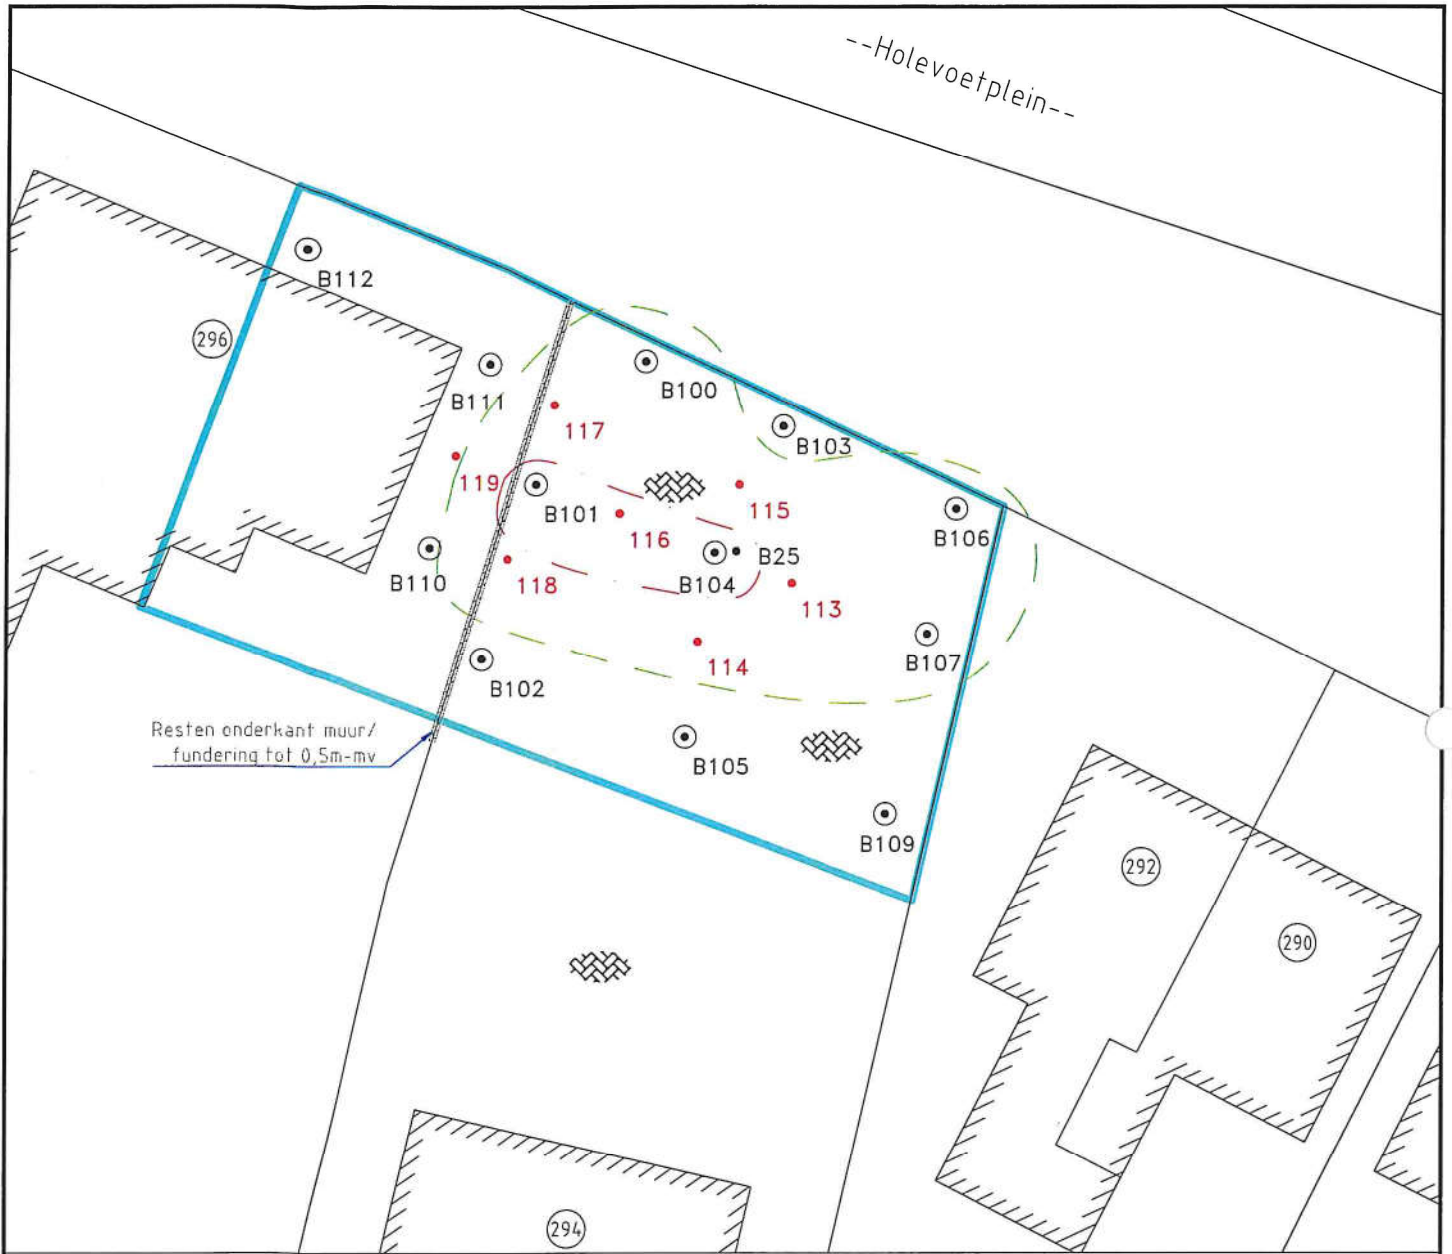 --Holevoetplein--
B112
296
B111
B100
117
B103
119
B101
115
116
B106
B110
118
B104
B25
113
B107
114
B102
Resten onderkant muur/
fundering tot 0,5m-mv
B105
B109
292
290
294